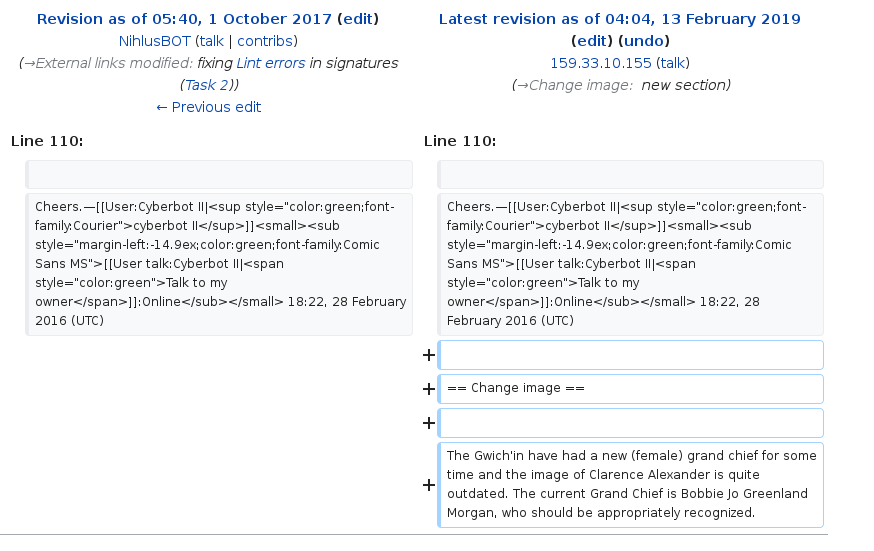 Revision as of 05:40, 1 October 2017 (edit)
NihlusBOT (talk | contribs)
(→External links modified: fixing Lint errors in signatures
(Task 2))
← Previous edit
Latest revision as of 04:04, 13 February 2019
(edit) (undo)
159.33.10.155 (talk)
(→Change image: new section)
Line 110:
Line 110:
Cheers.—[[User:Cyberbot II|<sup style="color:green;font-
family:Courier">cyberbot II</sup>]]<small><sub
style="margin-left:-14.9ex;color:green;font-family:Comic
Sans MS">[[User talk:Cyberbot II|<span
style="color:green">Talk to my
owner</span>]]:Online</sub></small> 18:22, 28 February
2016 (UTC)
Cheers.—[[User:Cyberbot II|<sup style="color:green;font-
family:Courier">cyberbot II</sup>]]<small><sub
style="margin-left:-14.9ex;color:green;font-family:Comic
Sans MS">[[User talk:Cyberbot II|<span
style="color:green">Talk to my
owner</span>]]:Online</sub></small> 18:22, 28
February 2016 (UTC)
+
+ == Change image ==
+
+ The Gwich'in have had a new (female) grand chief for some
time and the image of Clarence Alexander is quite
outdated. The current Grand Chief is Bobbie Jo Greenland
Morgan, who should be appropriately recognized.